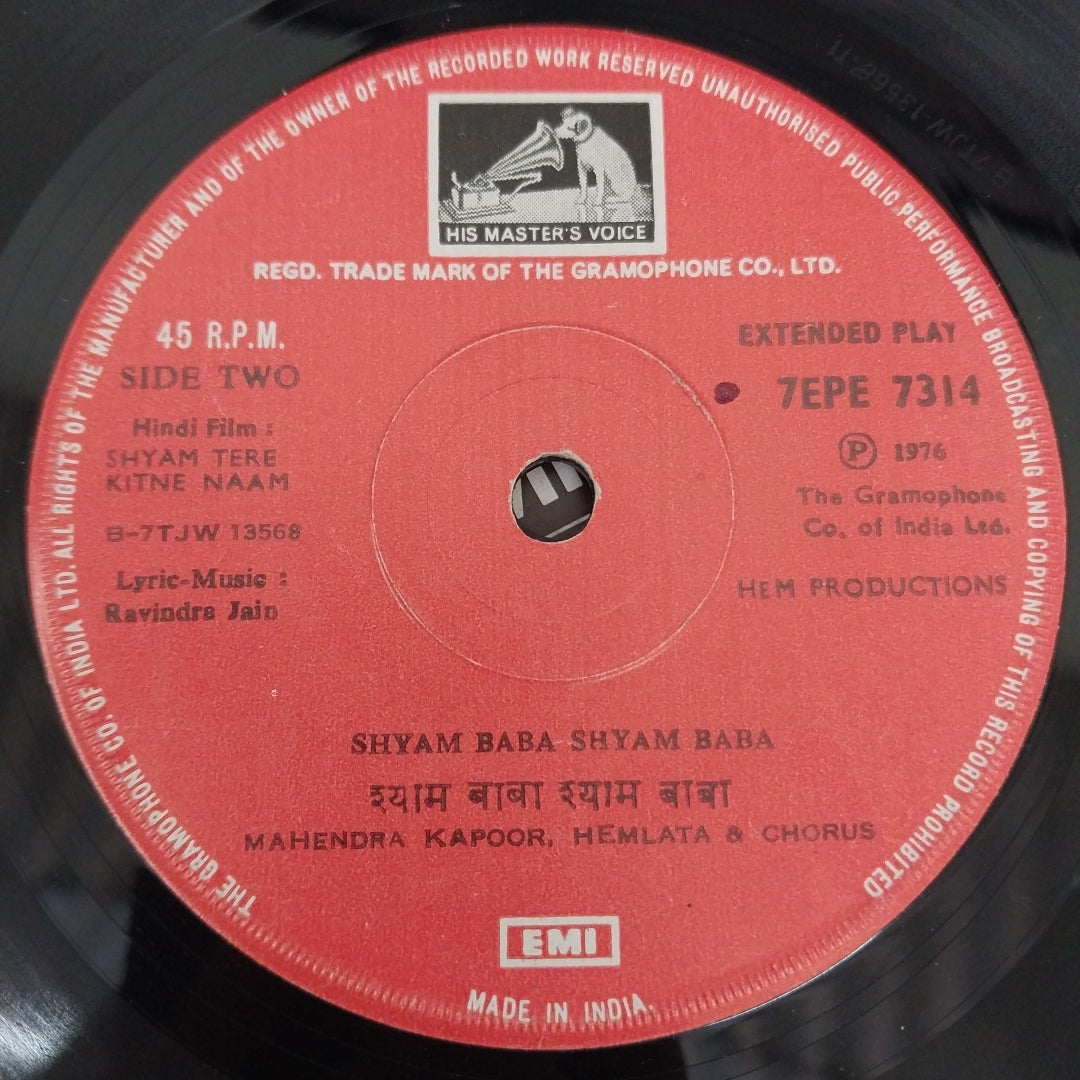 THE GRAMOPHONE CO. OF INDIA LTD. ALL RIGHTS OF THE MANUFACTURER AND OF THE OWNER OF THE RECORDED WORK RESERVED UNAUTHORISED PUBLIC PERFORMANCE BROADCASTING AND COPYING OF THIS RECORD PROHIBITED
HIS MASTER'S VOICE
REGD. TRADE MARK OF THE GRAMOPHONE CO., LTD.
45 R.P.M.
SIDE TWO
Hindi Film :
SHYAM TERE
KITNE NAAM
B-7TJW 13568
Lyric-Music :
Ravindra Jain
EXTENDED PLAY
7EPE 7314
Ⓟ 1976
The Gramophone
Co. of India Ltd.
HEM PRODUCTIONS
SHYAM BABA SHYAM BABA
श्याम बाबा श्याम बाबा
MAHENDRA KAPOOR, HEMLATA & CHORUS
EMI
MADE IN INDIA.